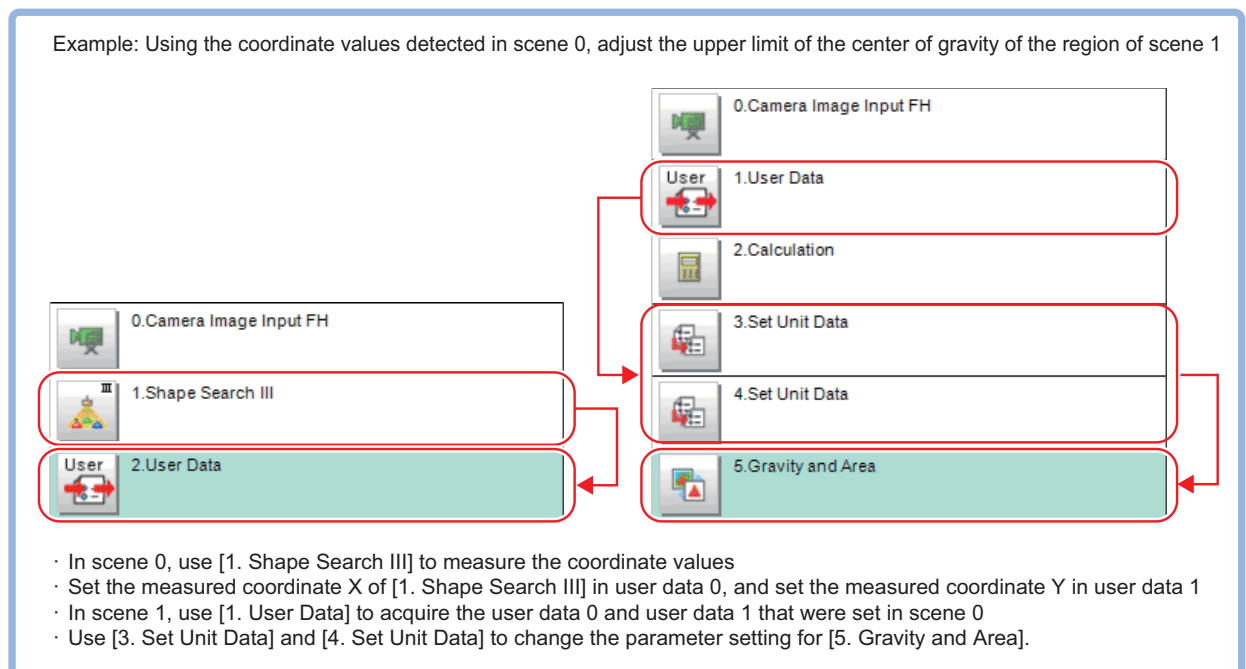 Example: Using the coordinate values detected in scene 0, adjust the upper limit of the center of gravity of the region of scene 1
0.Camera Image Input FH
1.Shape Search III
III
User
2.User Data
0.Camera Image Input FH
User
1.User Data
2.Calculation
3.Set Unit Data
4.Set Unit Data
5.Gravity and Area
· In scene 0, use [1. Shape Search III] to measure the coordinate values
· Set the measured coordinate X of [1. Shape Search III] in user data 0, and set the measured coordinate Y in user data 1
· In scene 1, use [1. User Data] to acquire the user data 0 and user data 1 that were set in scene 0
· Use [3. Set Unit Data] and [4. Set Unit Data] to change the parameter setting for [5. Gravity and Area].